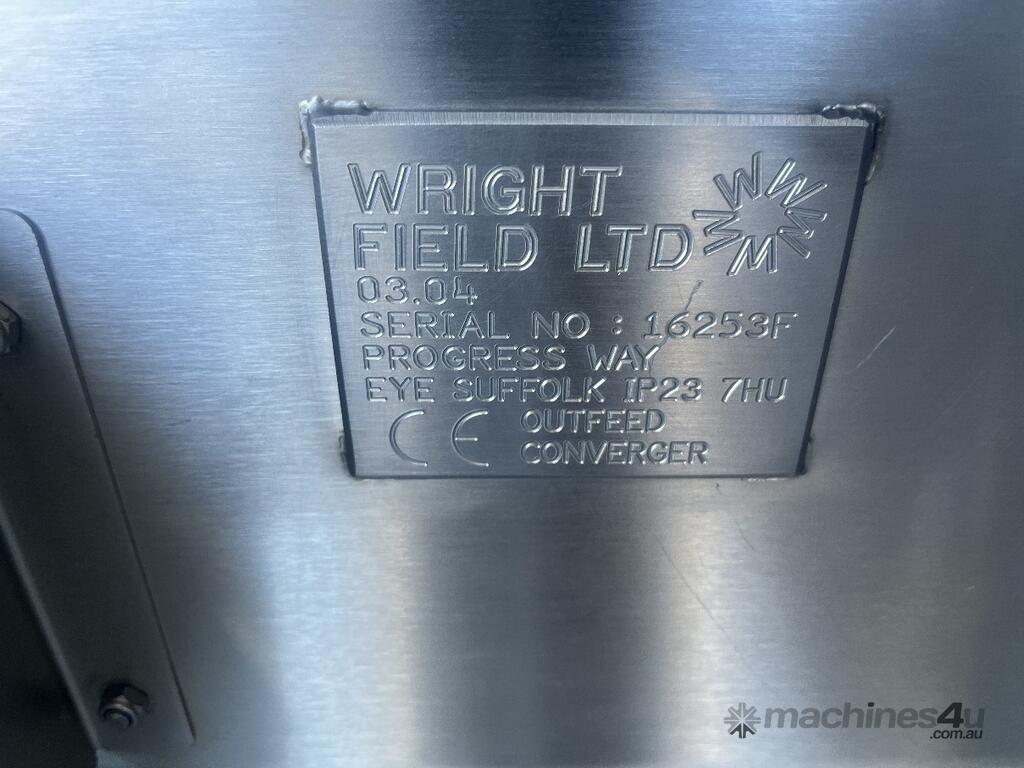 WRIGHT
FIELD LTD
03.04
SERIAL NO : 16253F
PROGRESS WAY
EYE SUFFOLK IP23 7HU
CE OUTFEED
CONVERGER
machines4u
.com.au